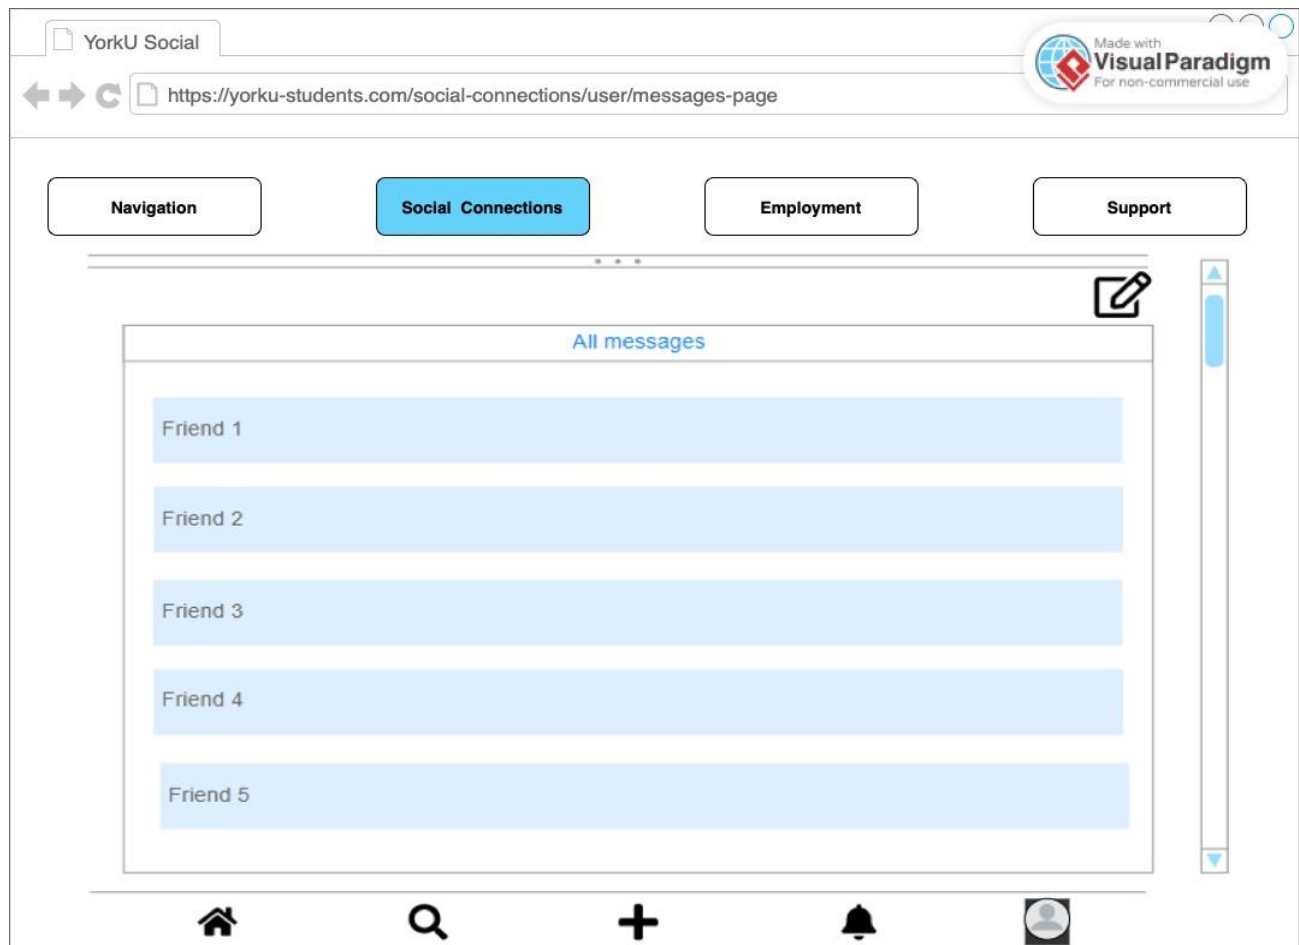 YorkU Social
Made with
Visual Paradigm
For non-commercial use
https://yorku-students.com/social-connections/user/messages-page
Navigation
Social Connections
Employment
Support
All messages
Friend 1
Friend 2
Friend 3
Friend 4
Friend 5